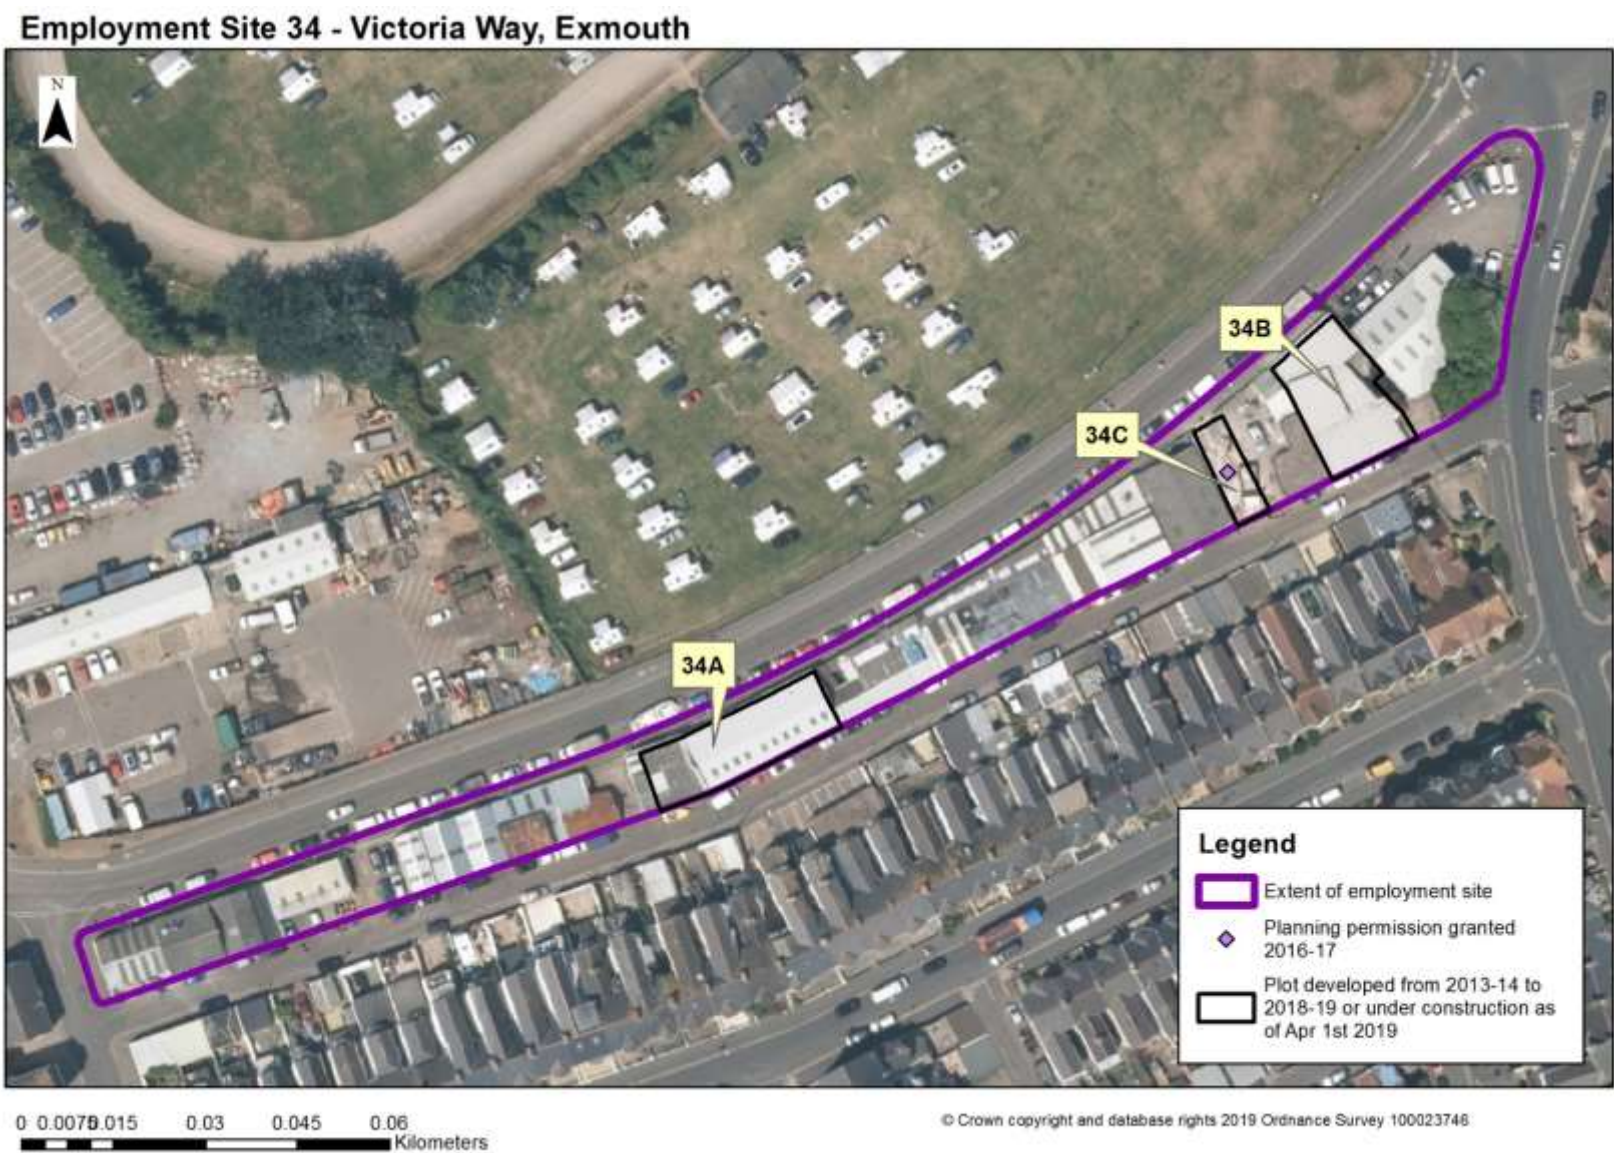 Employment Site 34 - Victoria Way, Exmouth
N
34B
34C
34A
Legend
Extent of employment site
Planning permission granted
2016-17
Plot developed from 2013-14 to
2018-19 or under construction as
of Apr 1st 2019
0 0.0075 0.015 0.03 0.045 0.06
Kilometers
© Crown copyright and database rights 2019 Ordnance Survey 100023746